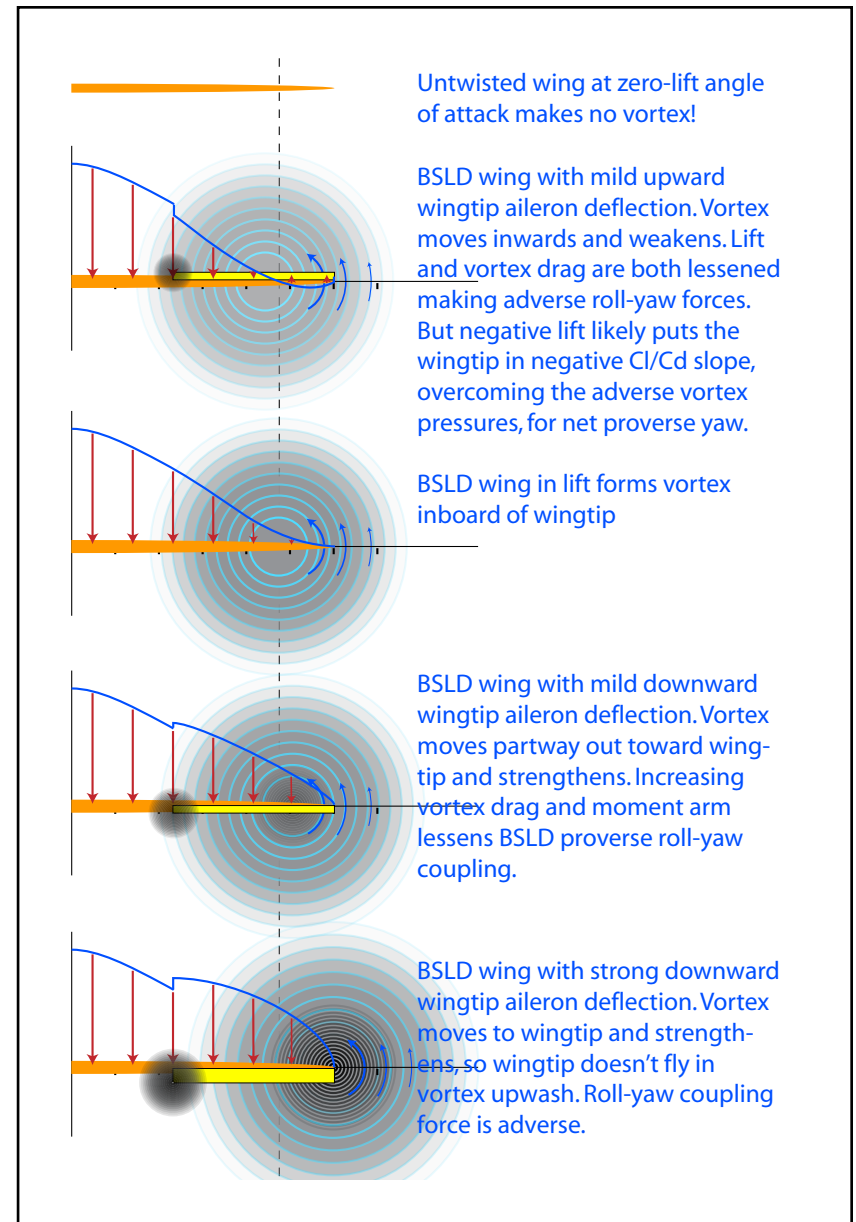 Untwisted wing at zero-lift angle
of attack makes no vortex!
BSLD wing with mild upward
wingtip aileron deflection. Vortex
moves inwards and weakens. Lift
and vortex drag are both lessened
making adverse roll-yaw forces.
But negative lift likely puts the
wingtip in negative Cl/Cd slope,
overcoming the adverse vortex
pressures, for net proverse yaw.
BSLD wing in lift forms vortex
inboard of wingtip
BSLD wing with mild downward
wingtip aileron deflection. Vortex
moves partway out toward wing-
tip and strengthens. Increasing
vortex drag and moment arm
lessens BSLD proverse roll-yaw
coupling.
BSLD wing with strong downward
wingtip aileron deflection. Vortex
moves to wingtip and strength-
ens, so wingtip doesn't fly in
vortex upwash. Roll-yaw coupling
force is adverse.